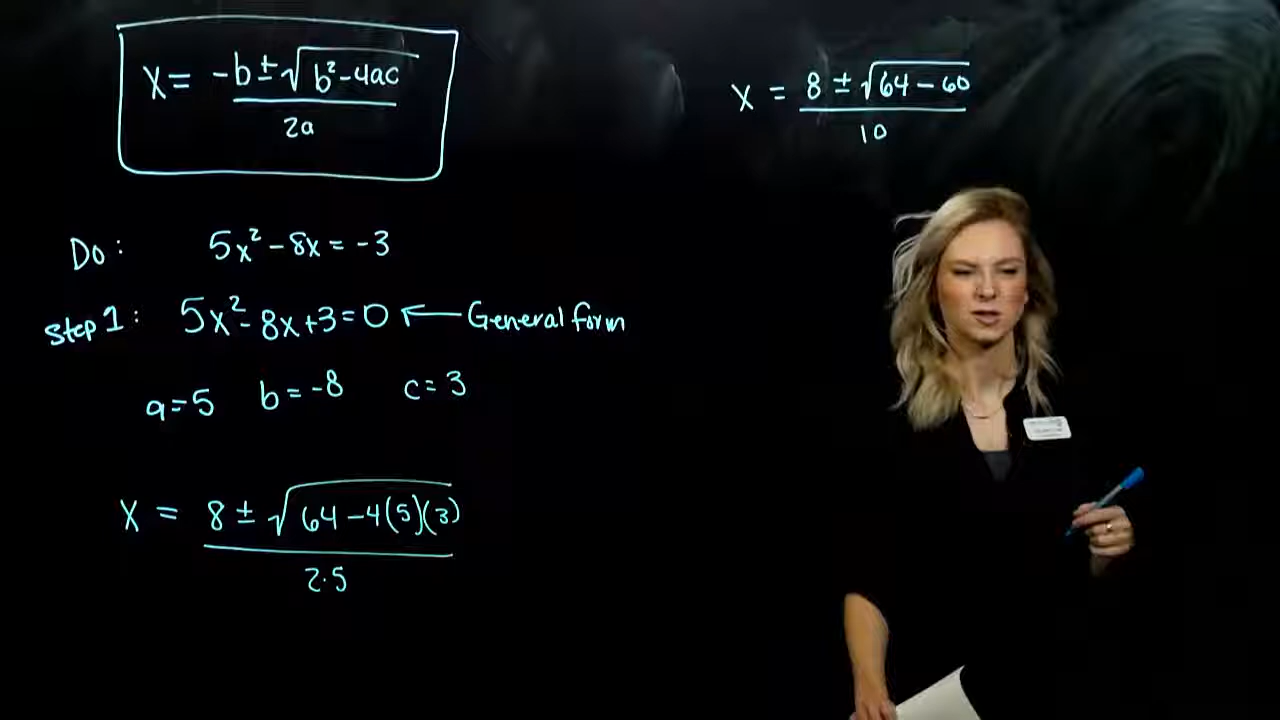 x = -b ± √b² - 4ac
2a
Do: 5x² - 8x = -3
Step 1: 5x² - 8x + 3 = 0 ← General form
a = 5 b = -8 c = 3
x = 8 ± √64 - 4(5)(3)
2·5
x = 8 ± √64 - 60
10